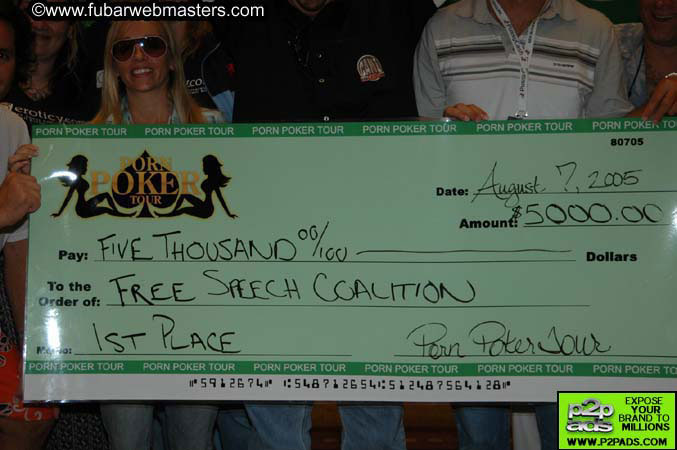 www.fubarwebmasters.com
PORN POKER TOUR PORN POKER TOUR PORN POKER TOUR PORN POKER TOUR PORN POKER TOUR PORN POKER TOUR
80705
PORN
POKER
TOUR
Date: August 7, 2005
Amount: $5000.00
Pay: FIVE THOUSAND 00/100 Dollars
To the
Order of: FREE SPEECH COALITION
Memo: 1ST PLACE Porn Poker Tour
PORN POKER TOUR PORN POKER TOUR PORN POKER TOUR PORN POKER TOUR PORN POKER TOUR PORN POKER TOUR
⑈5912674⑈ ⑆548712654⑆512487564128⑈
p2p
ads
EXPOSE
YOUR
BRAND TO
MILLIONS
WWW.P2PADS.COM